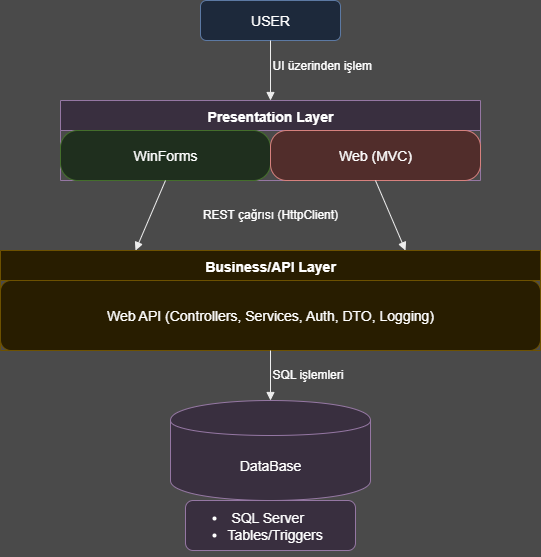 USER
UI üzerinden işlem
Presentation Layer
WinForms
Web (MVC)
REST çağrısı (HttpClient)
Business/API Layer
Web API (Controllers, Services, Auth, DTO, Logging)
SQL işlemleri
DataBase
• SQL Server
• Tables/Triggers